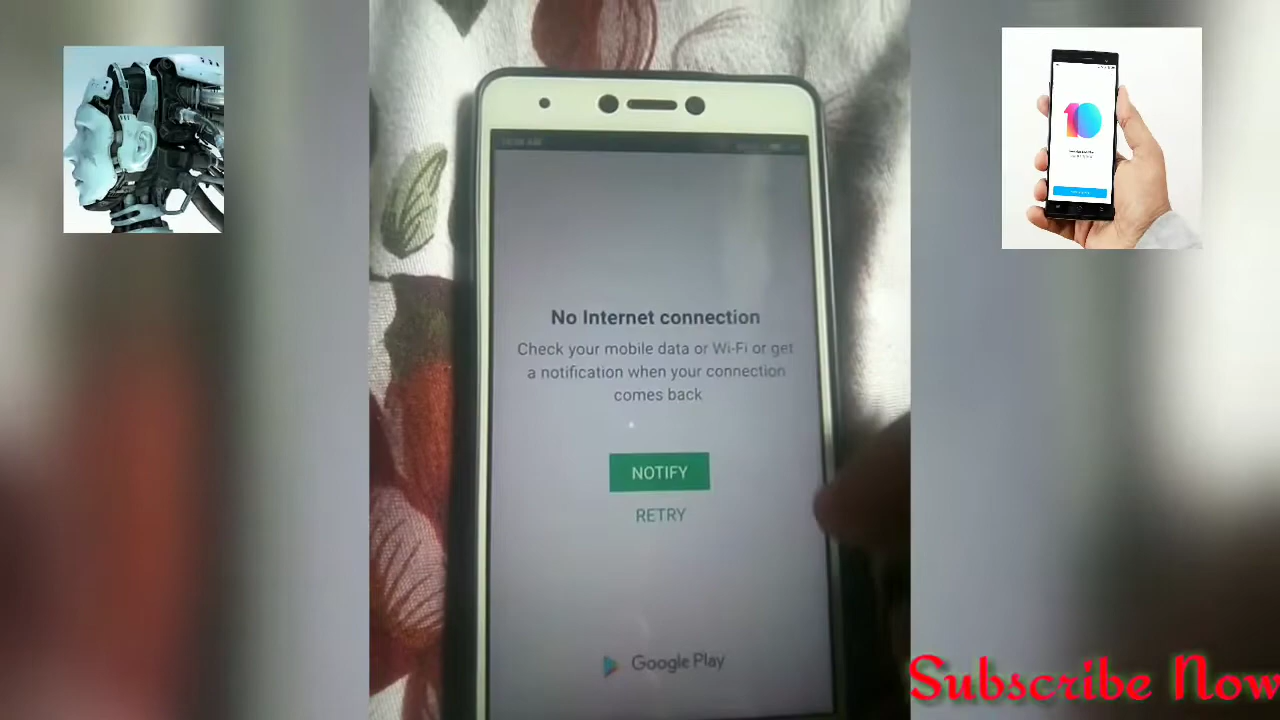 No Internet connection
Check your mobile data or Wi-Fi or get
a notification when your connection
comes back
NOTIFY
RETRY
Google Play
10
Subscribe Now